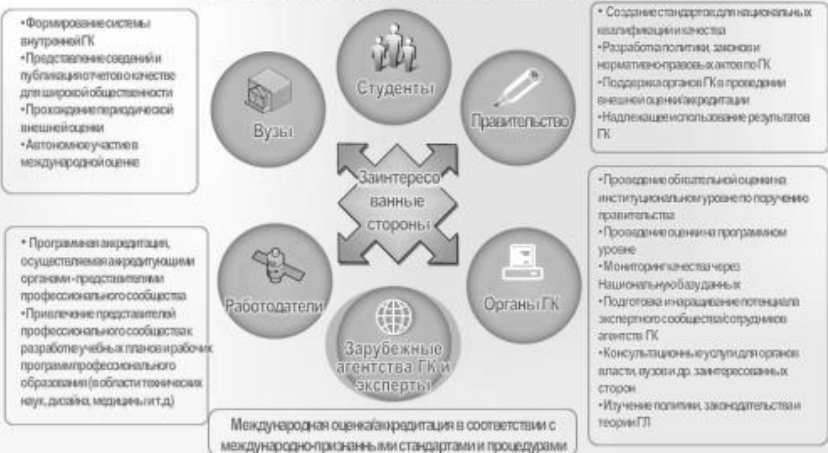 •Формирование системы
внутренней ГК
•Представление сведений и
публикация отчетов о качестве
для широкой общественности
•Прохождение периодической
внешней оценки
•Автономное участие в
международной оценке
Студенты
Вузы
Правительство
• Создание стандартов для национальных
квалификаций и качества
•Разработка политики, законов и
нормативно-правовых актов по ГК
•Поддержка органов ГК в проведении
внешней оценки/аккредитации
•Надлежащее использование результатов
ГК
Заинтересо
ванные
стороны
• Программная аккредитация,
осуществляемая аккредитующими
органами - представителями
профессионального сообщества
•Привлечение представителей
профессионального сообщества к
разработке учебных планов и рабочих
программ профессионального
образования (в области технических
наук, дизайна, медицины и т.д.)
Работодатели
Органы ГК
Зарубежные
агентства ГК и
эксперты
•Проведение обязательной оценки на
институциональном уровне по поручению
правительства
•Проведение оценки на программном
уровне
•Мониторинг качества через
Национальную базу данных
•Подготовка и наращивание потенциала
экспертного сообщества/сотрудников
агентств ГК
•Консультационные услуги для органов
власти, вузов и др. заинтересованных
сторон
•Изучение политики, законодательства и
теории ГЛ
Международная оценка/аккредитация в соответствии с
международно-признанными стандартами и процедурами